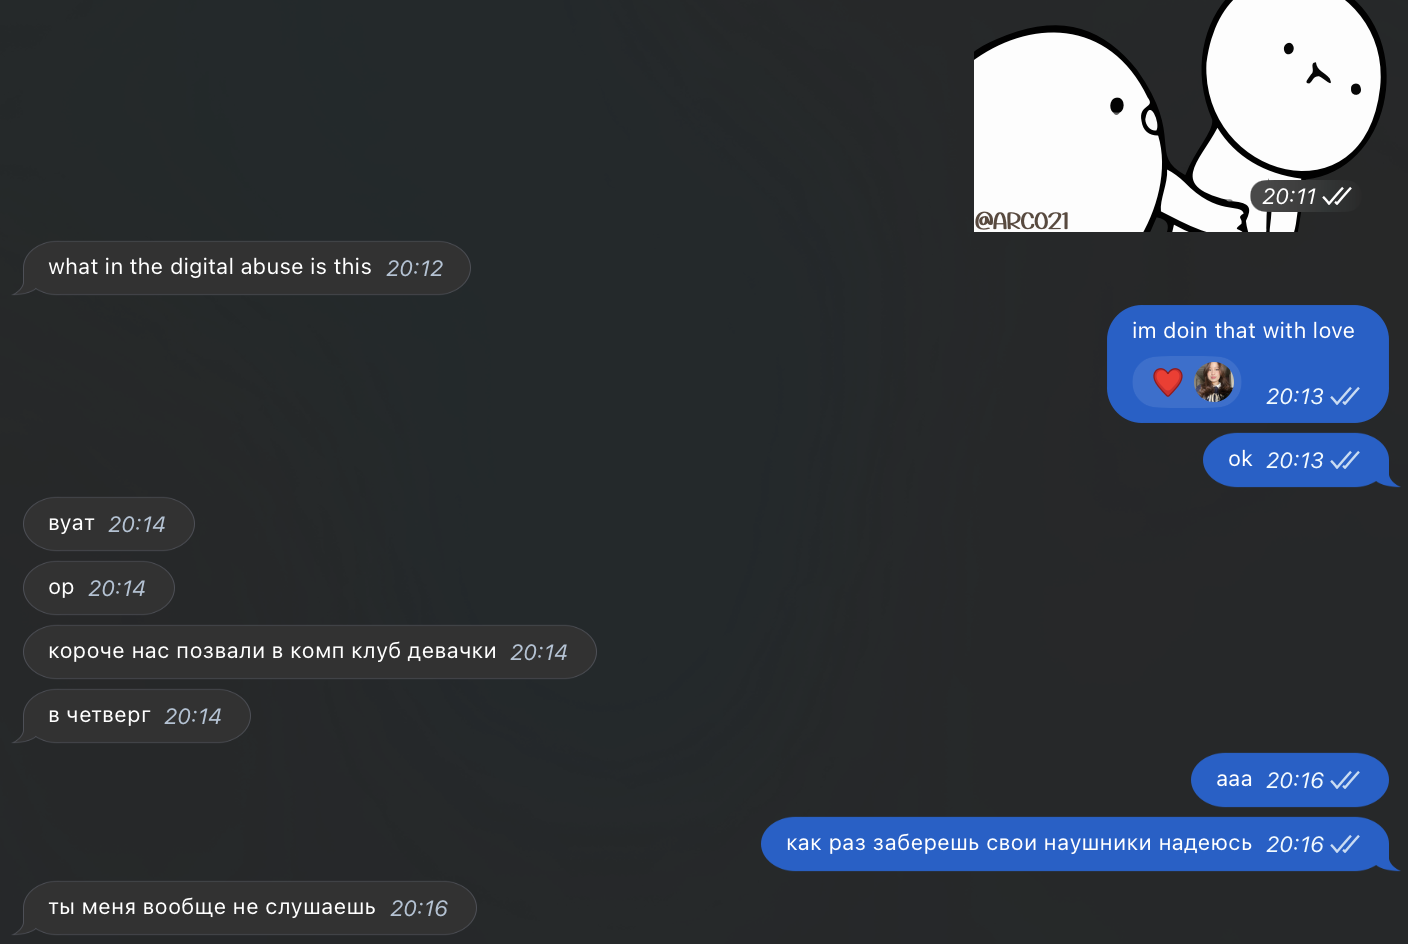 @ARCO21
20:11
what in the digital abuse is this 20:12
im doin that with love
20:13
ok 20:13
вуат 20:14
ор 20:14
короче нас позвали в комп клуб девачки 20:14
в четверг 20:14
ааа 20:16
как раз заберешь свои наушники надеюсь 20:16
ты меня вообще не слушаешь 20:16